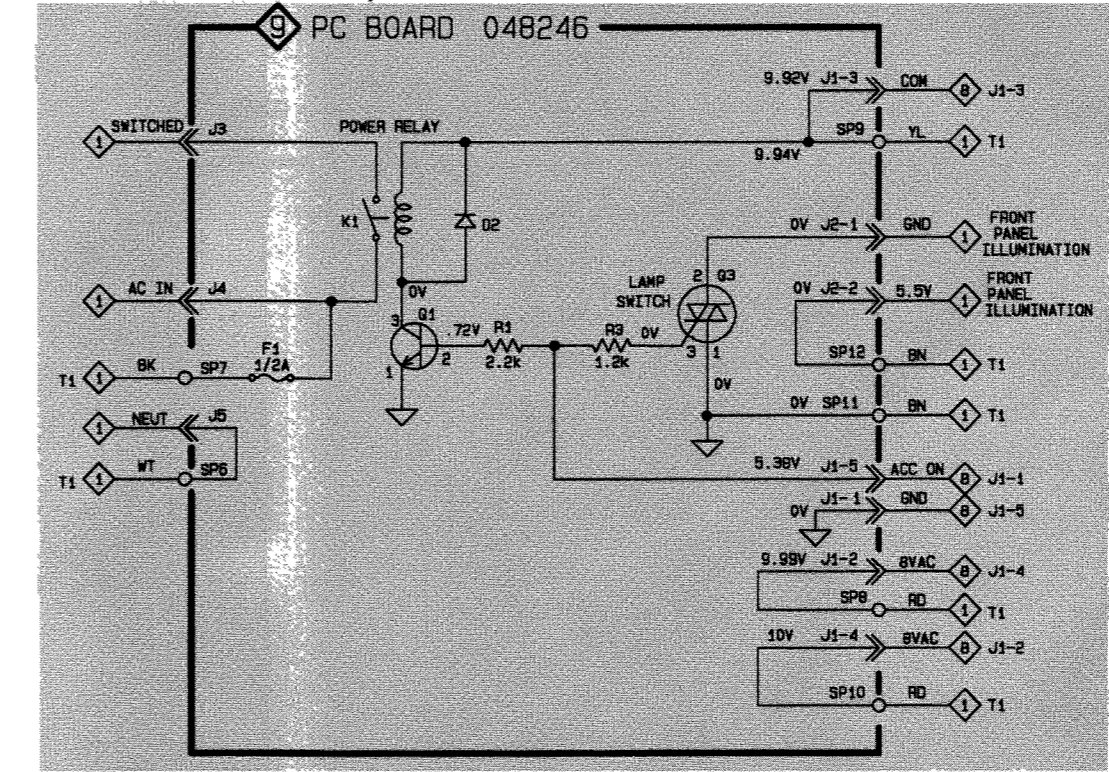 9 PC BOARD 048246
9.92V J1-3 COM 8 J1-3
1 SWITCHED J3
POWER RELAY
SP9 YL 1 T1
9.94V
K1
D2
0V J2-1 GND 1
FRONT
PANEL
ILLUMINATION
1 AC IN J4
0V
LAMP
SWITCH
2 Q3
3 1
0V J2-2 5.5V 1
FRONT
PANEL
ILLUMINATION
3 Q1
1 2
.72V R1
2.2k
R3 0V
1.2k
SP12 BN 1 T1
T1 1 BK SP7
F1
1/2A
0V
0V SP11 BN 1 T1
1 NEUT J5
T1 1 WT SP6
5.38V J1-5 ACC ON 8 J1-1
0V J1-1 GND 8 J1-5
9.99V J1-2 8VAC 8 J1-4
SP8 RD 1 T1
10V J1-4 8VAC 8 J1-2
SP10 RD 1 T1